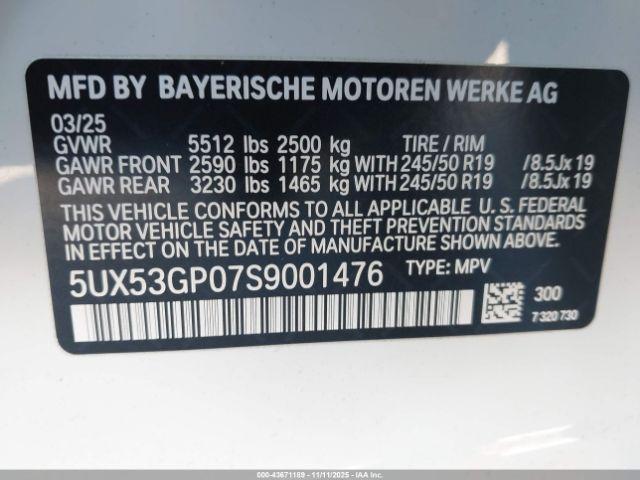 MFD BY BAYERISCHE MOTOREN WERKE AG
03/25
GVWR 5512 lbs 2500 kg TIRE / RIM
GAWR FRONT 2590 lbs 1175 kg WITH 245/50 R19 /8.5Jx19
GAWR REAR 3230 lbs 1465 kg WITH 245/50 R19 /8.5Jx19
THIS VEHICLE CONFORMS TO ALL APPLICABLE U. S. FEDERAL
MOTOR VEHICLE SAFETY AND THEFT PREVENTION STANDARDS
IN EFFECT ON THE DATE OF MANUFACTURE SHOWN ABOVE.
5UX53GP07S9001476 TYPE: MPV
300
7 320 730
000-43671189 - 11/11/2025 - IAAI.com